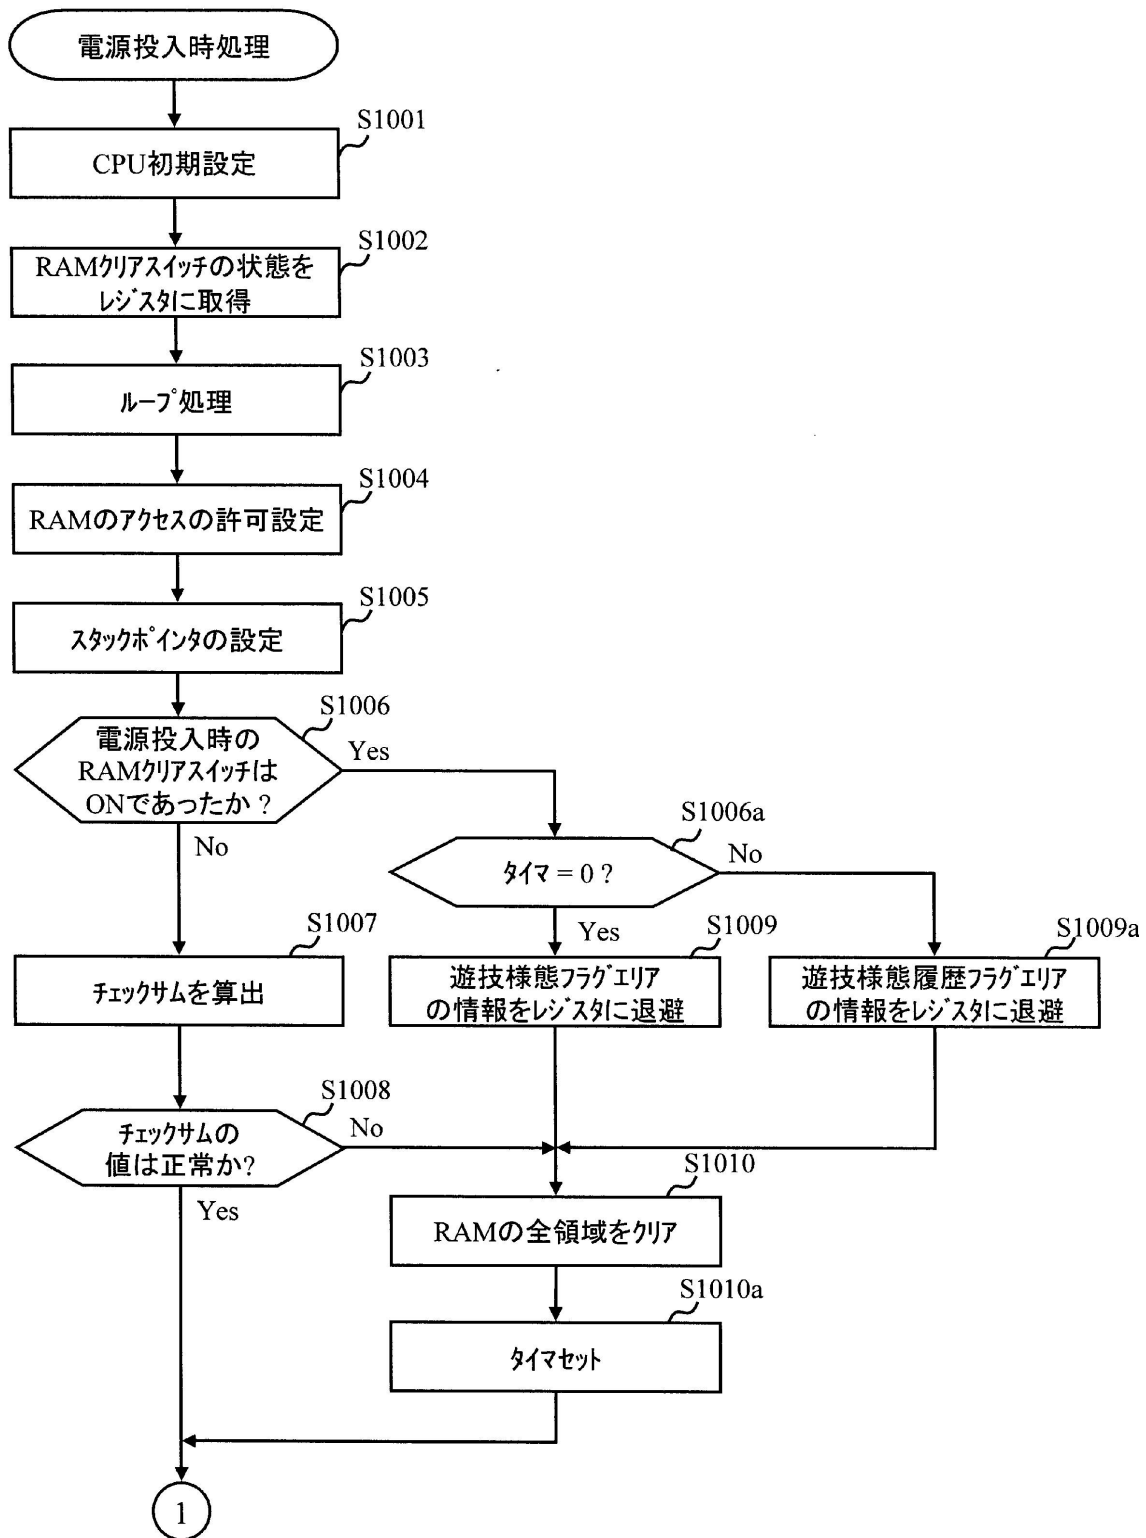 電源投入時処理
S1001
CPU初期設定
S1002
RAMｸﾘｱｽｲｯﾁの状態を
ﾚｼﾞｽﾀに取得
S1003
ﾙｰﾌﾟ処理
S1004
RAMのｱｸｾｽの許可設定
S1005
ｽﾀｯｸﾎﾟｲﾝﾀの設定
S1006
電源投入時の
RAMｸﾘｱｽｲｯﾁは
ONであったか？
Yes
No
S1006a
ﾀｲﾏ = 0 ?
No
Yes
S1007
ﾁｪｯｸｻﾑを算出
S1009
遊技様態ﾌﾗｸﾞｴﾘｱ
の情報をﾚｼﾞｽﾀに退避
S1009a
遊技様態履歴ﾌﾗｸﾞｴﾘｱ
の情報をﾚｼﾞｽﾀに退避
S1008
ﾁｪｯｸｻﾑの
値は正常か?
No
Yes
S1010
RAMの全領域をｸﾘｱ
S1010a
ﾀｲﾏｾｯﾄ
1